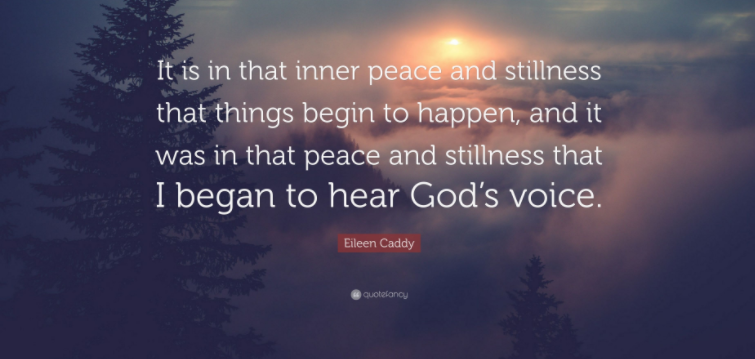 It is in that inner peace and stillness
that things begin to happen, and it
was in that peace and stillness that
I began to hear God's voice.
Eileen Caddy
quotefancy